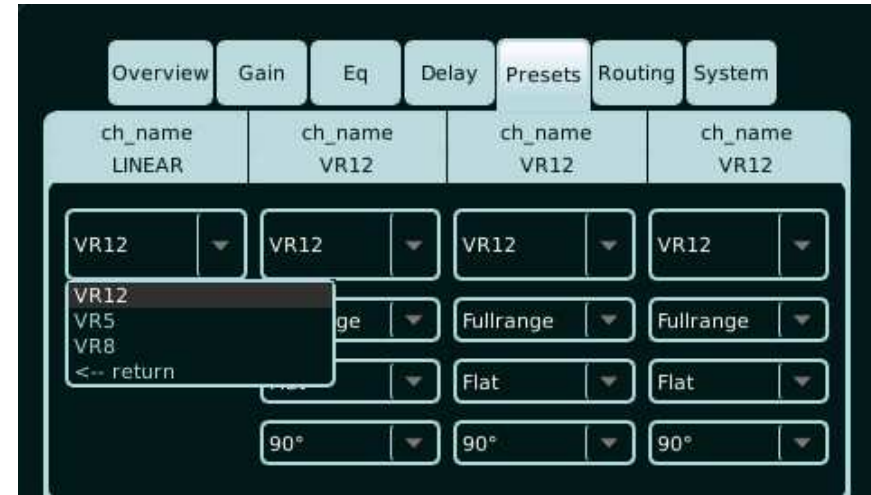 Overview Gain Eq Delay Presets Routing System
ch_name ch_name ch_name ch_name
LINEAR VR12 VR12 VR12
VR12 VR12 VR12 VR12
VR12
VR5
VR8
<-- return
ge Fullrange Fullrange
Flat Flat
90° 90° 90°